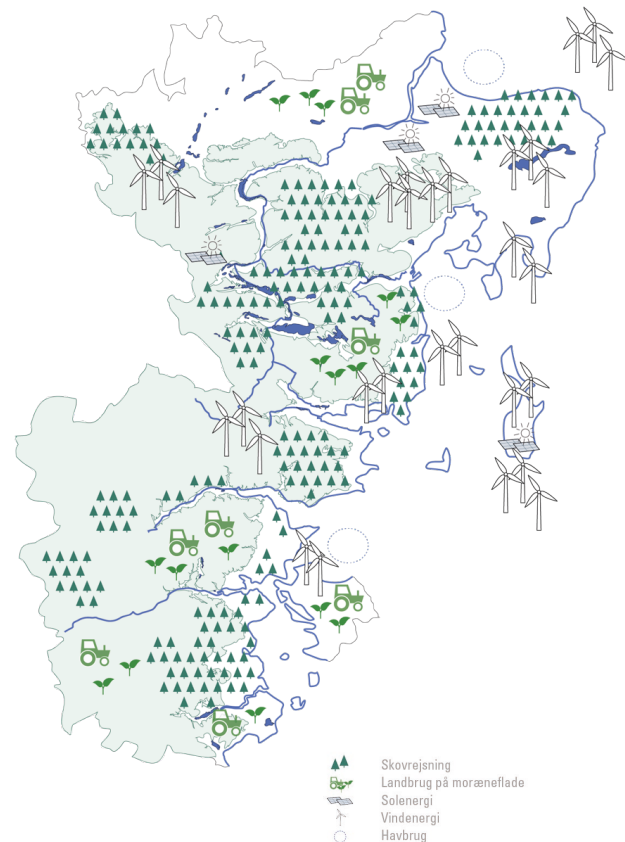 Skovrejsning
Landbrug på moræneflade
Solenergi
Vindenergi
Havbrug